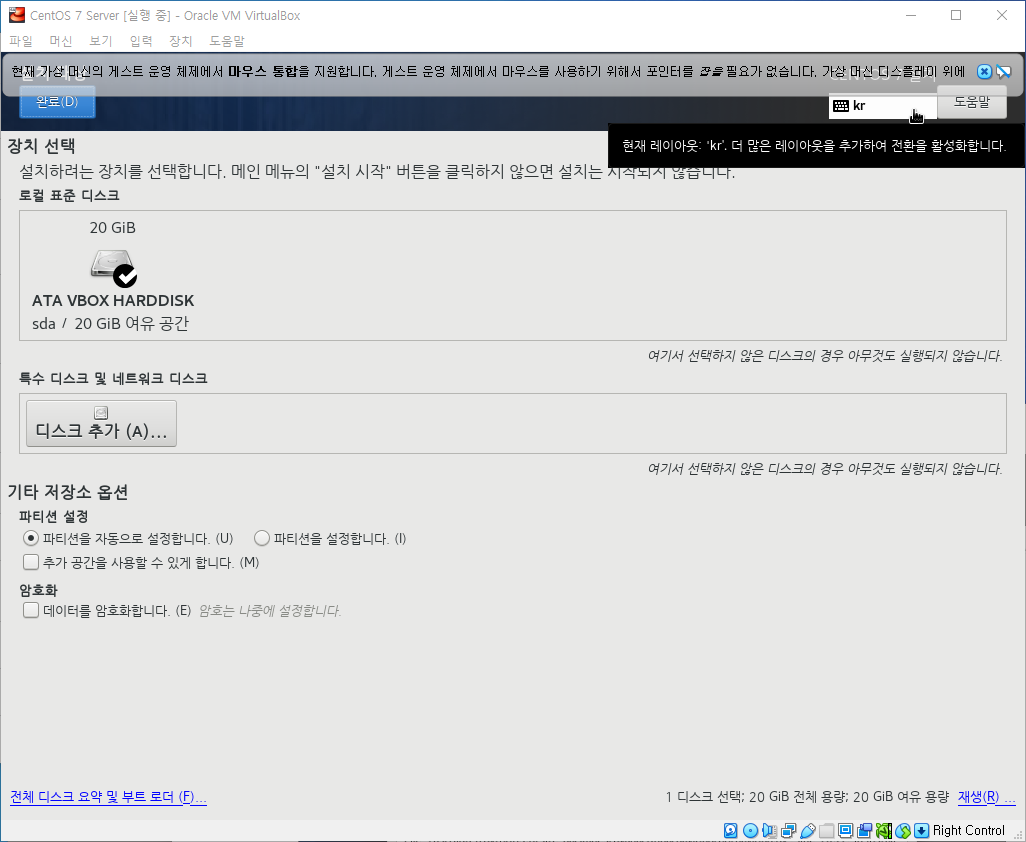 CentOS 7 Server [실행 중] - Oracle VM VirtualBox
파일 머신 보기 입력 장치 도움말
현재 가상 머신의 게스트 운영 체제에서 마우스 통합을 지원합니다. 게스트 운영 체제에서 마우스를 사용하기 위해서 포인터를 잡을 필요가 없습니다. 가상 머신 디스플레이 위에
완료(D)
kr
도움말
현재 레이아웃: 'kr'. 더 많은 레이아웃을 추가하여 전환을 활성화합니다.
장치 선택
설치하려는 장치를 선택합니다. 메인 메뉴의 "설치 시작" 버튼을 클릭하지 않으면 설치는 시작되지 않습니다.
로컬 표준 디스크
20 GiB
ATA VBOX HARDDISK
sda / 20 GiB 여유 공간
여기서 선택하지 않은 디스크의 경우 아무것도 실행되지 않습니다.
특수 디스크 및 네트워크 디스크
디스크 추가 (A)...
여기서 선택하지 않은 디스크의 경우 아무것도 실행되지 않습니다.
기타 저장소 옵션
파티션 설정
파티션을 자동으로 설정합니다. (U) 파티션을 설정합니다. (I)
추가 공간을 사용할 수 있게 합니다. (M)
암호화
데이터를 암호화합니다. (E) 암호는 나중에 설정합니다.
전체 디스크 요약 및 부트 로더 (F)...
1 디스크 선택; 20 GiB 전체 용량; 20 GiB 여유 용량 재생(R) ...
Right Control